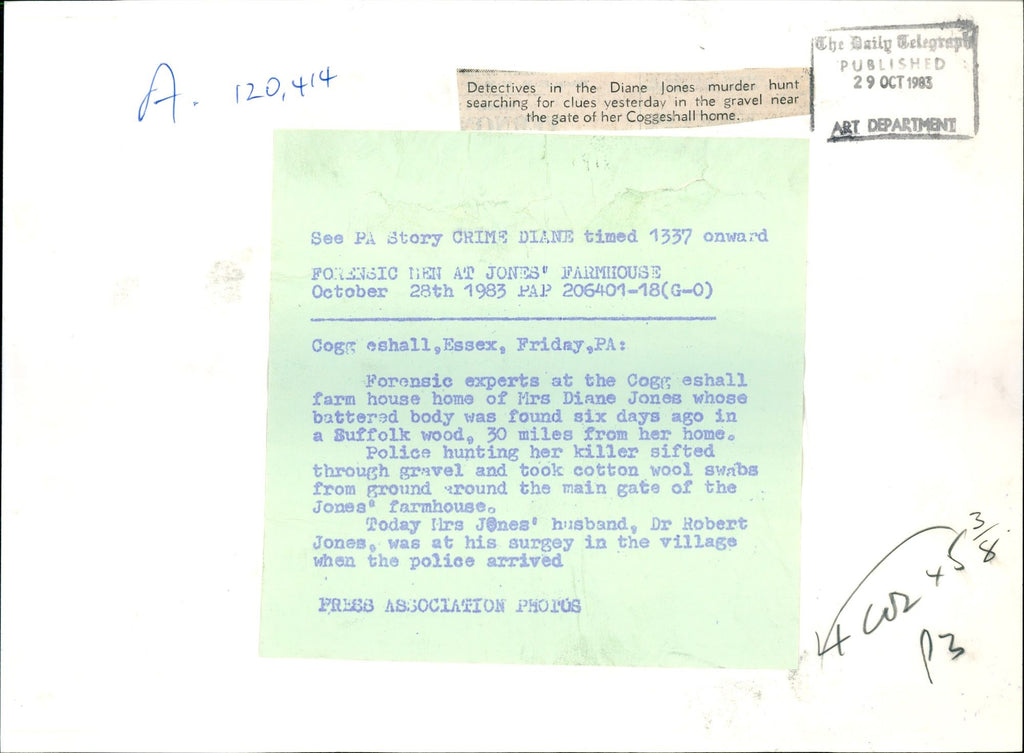 A. 120,414
Detectives in the Diane Jones murder hunt
searching for clues yesterday in the gravel near
the gate of her Coggeshall home.
The Daily Telegraph
PUBLISHED
29 OCT 1983
ART DEPARTMENT
See PA Story CRIME DIANE timed 1337 onward
FORENSIC MEN AT JONES' FARMHOUSE
October 28th 1983 PAP 206401-18(G-O)
Cogg eshall,Essex, Friday,PA:
Forensic experts at the Cogg eshall
farm house home of Mrs Diane Jones whose
battered body was found six days ago in
a Suffolk wood, 30 miles from her home.
Police hunting her killer sifted
through gravel and took cotton wool swabs
from ground around the main gate of the
Jones' farmhouse.
Today Mrs Jones' husband, Dr Robert
Jones, was at his surgey in the village
when the police arrived
PRESS ASSOCIATION PHOTOS
4 COL x 5 3/8
P3